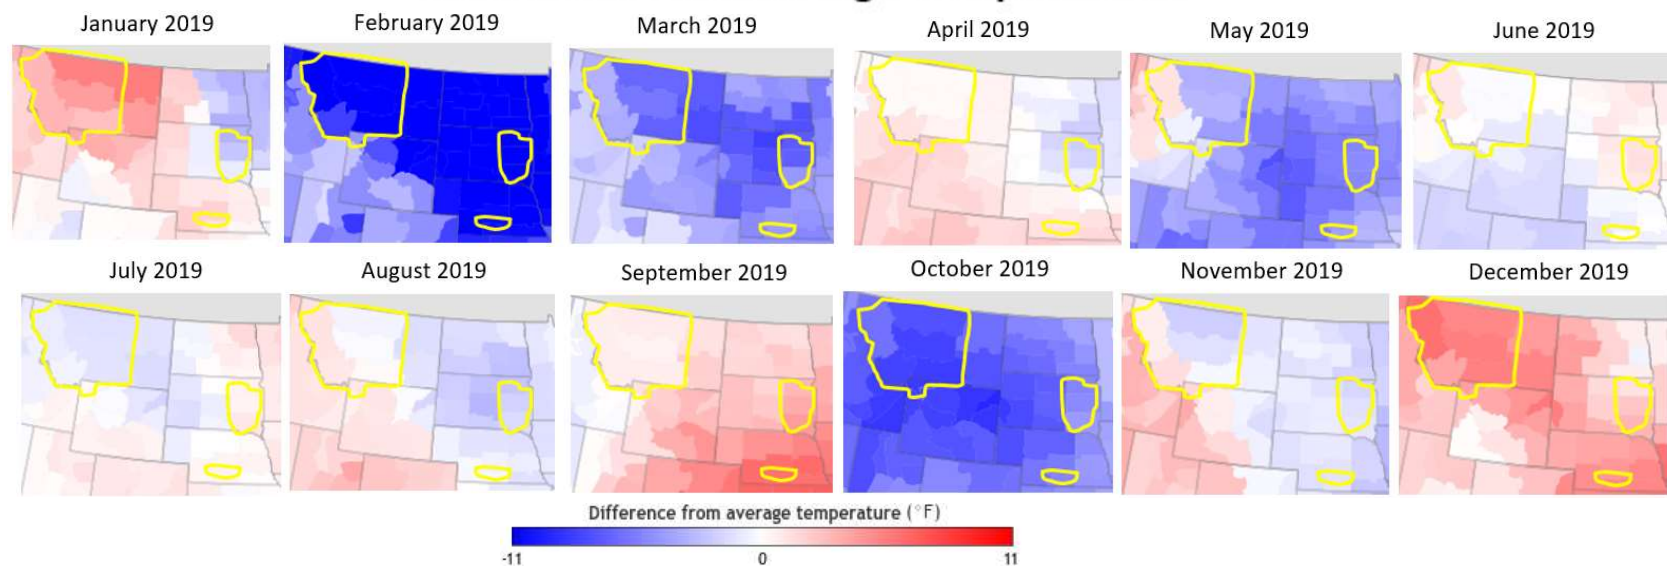 January 2019
February 2019
March 2019
April 2019
May 2019
June 2019
July 2019
August 2019
September 2019
October 2019
November 2019
December 2019
Difference from average temperature (°F)
-11 0 11